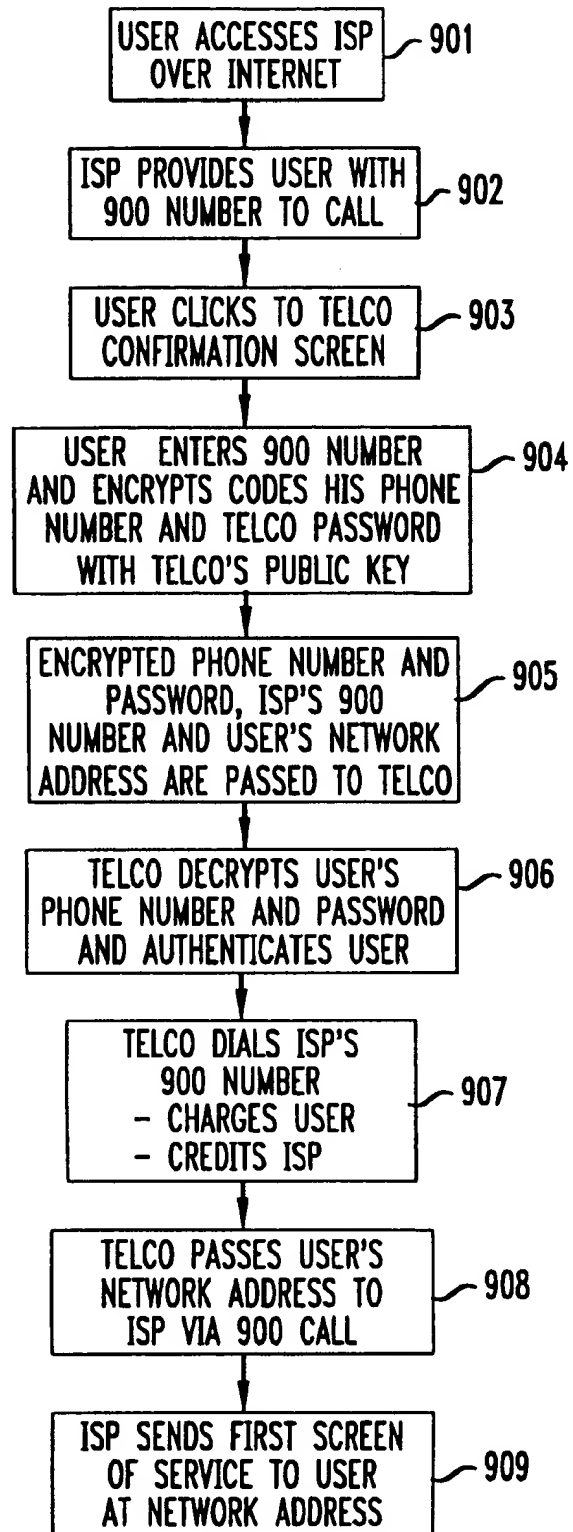 USER ACCESSES ISP
OVER INTERNET
901
ISP PROVIDES USER WITH
900 NUMBER TO CALL
902
USER CLICKS TO TELCO
CONFIRMATION SCREEN
903
USER ENTERS 900 NUMBER
AND ENCRYPTS CODES HIS PHONE
NUMBER AND TELCO PASSWORD
WITH TELCO'S PUBLIC KEY
904
ENCRYPTED PHONE NUMBER AND
PASSWORD, ISP'S 900
NUMBER AND USER'S NETWORK
ADDRESS ARE PASSED TO TELCO
905
TELCO DECRYPTS USER'S
PHONE NUMBER AND PASSWORD
AND AUTHENTICATES USER
906
TELCO DIALS ISP'S
900 NUMBER
- CHARGES USER
- CREDITS ISP
907
TELCO PASSES USER'S
NETWORK ADDRESS TO
ISP VIA 900 CALL
908
ISP SENDS FIRST SCREEN
OF SERVICE TO USER
AT NETWORK ADDRESS
909